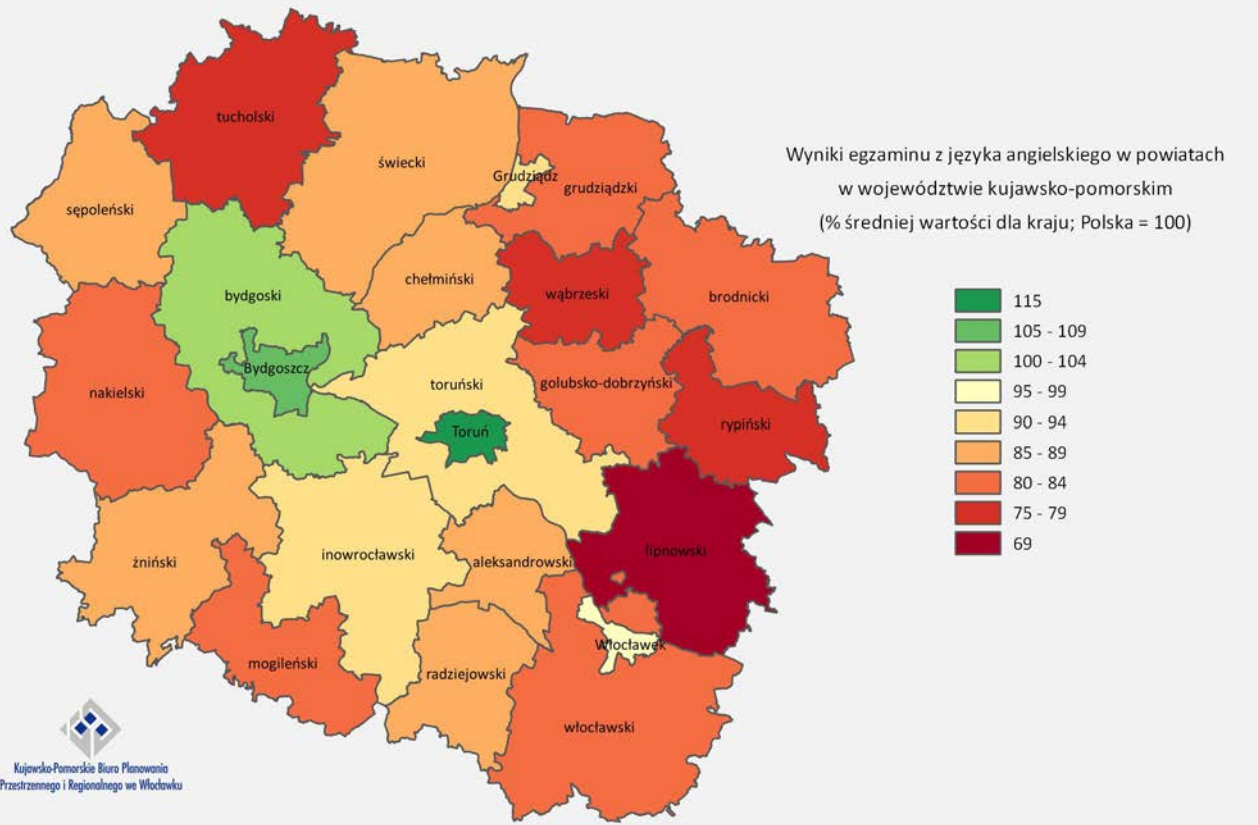 tucholski
świecki
Grudziądz
grudziądzki
sępoleński
chełmiński
wąbrzeski
brodnicki
bydgoski
Bydgoszcz
nakielski
toruński
golubsko-dobrzyński
Toruń
rypiński
żniński
inowrocławski
aleksandrowski
lipnowski
Włocławek
mogileński
radziejowski
włocławski
Wyniki egzaminu z języka angielskiego w powiatach
w województwie kujawsko-pomorskim
(% średniej wartości dla kraju; Polska = 100)
115
105 - 109
100 - 104
95 - 99
90 - 94
85 - 89
80 - 84
75 - 79
69
Kujawsko-Pomorskie Biuro Planowania
Przestrzennego i Regionalnego we Włocławku